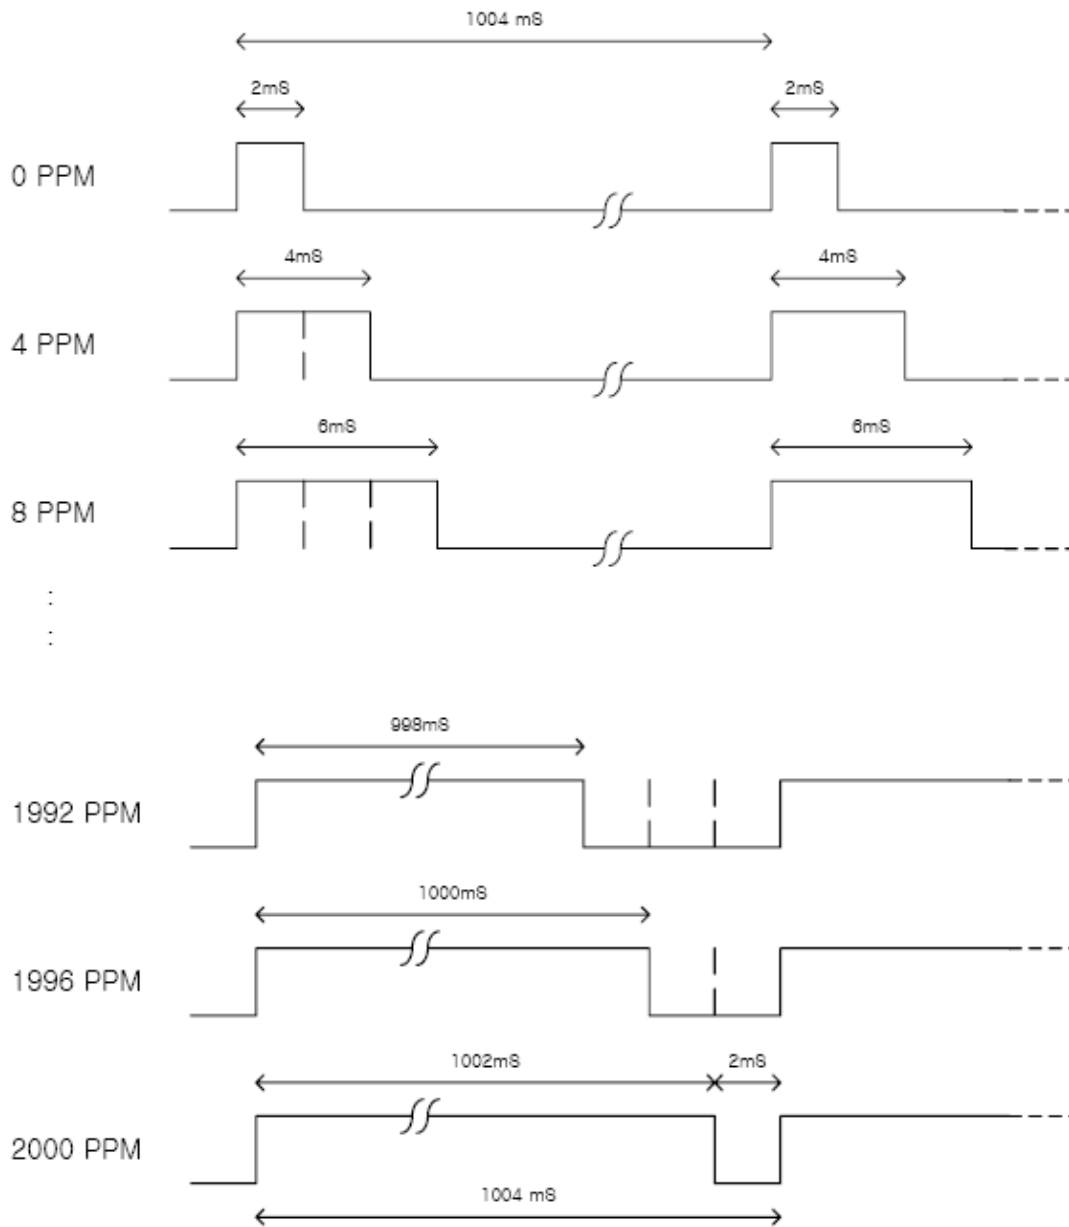 1004 mS
2mS 2mS
0 PPM
4mS 4mS
4 PPM
6mS 6mS
8 PPM
:
:
998mS
1992 PPM
1000mS
1996 PPM
1002mS 2mS
2000 PPM
1004 mS